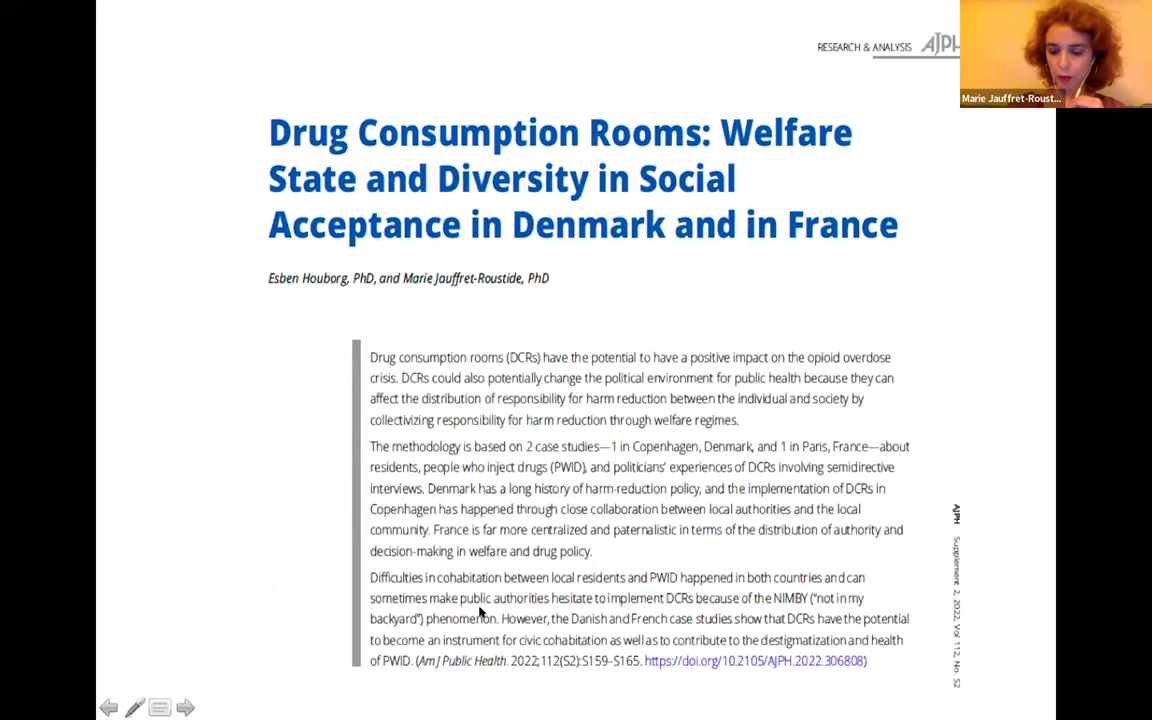 RESEARCH & ANALYSIS AJPH
Marie Jauffret-Roust...
Drug Consumption Rooms: Welfare
State and Diversity in Social
Acceptance in Denmark and in France
Esben Houborg, PhD, and Marie Jauffret-Roustide, PhD
Drug consumption rooms (DCRs) have the potential to have a positive impact on the opioid overdose
crisis. DCRs could also potentially change the political environment for public health because they can
affect the distribution of responsibility for harm reduction between the individual and society by
collectivizing responsibility for harm reduction through welfare regimes.
The methodology is based on 2 case studies—1 in Copenhagen, Denmark, and 1 in Paris, France—about
residents, people who inject drugs (PWID), and politicians' experiences of DCRs involving semidirective
interviews. Denmark has a long history of harm-reduction policy, and the implementation of DCRs in
Copenhagen has happened through close collaboration between local authorities and the local
community. France is far more centralized and paternalistic in terms of the distribution of authority and
decision-making in welfare and drug policy.
Difficulties in cohabitation between local residents and PWID happened in both countries and can
sometimes make public authorities hesitate to implement DCRs because of the NIMBY ("not in my
backyard") phenomenon. However, the Danish and French case studies show that DCRs have the potential
to become an instrument for civic cohabitation as well as to contribute to the destigmatization and health
of PWID. (Am J Public Health. 2022;112(S2):S159–S165. https://doi.org/10.2105/AJPH.2022.306808)
AJPH Supplement 2, 2022, Vol 112, No. S2